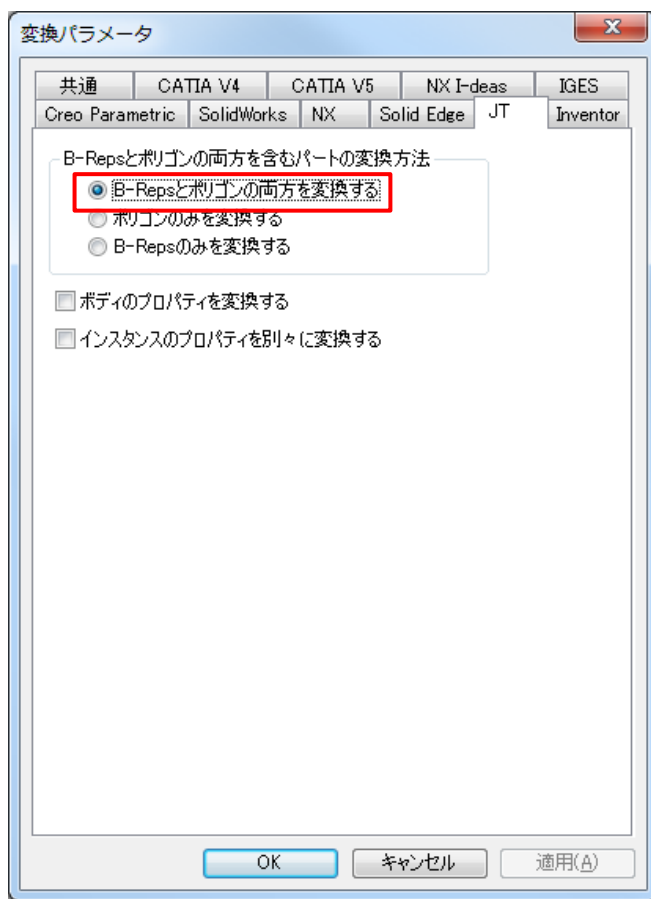 変換パラメータ
共通 CATIA V4 CATIA V5 NX I-deas IGES
Creo Parametric SolidWorks NX Solid Edge JT Inventor
B-Repsとポリゴンの両方を含むパートの変換方法
B-Repsとポリゴンの両方を変換する
ポリゴンのみを変換する
B-Repsのみを変換する
ボディのプロパティを変換する
インスタンスのプロパティを別々に変換する
OK キャンセル 適用(A)